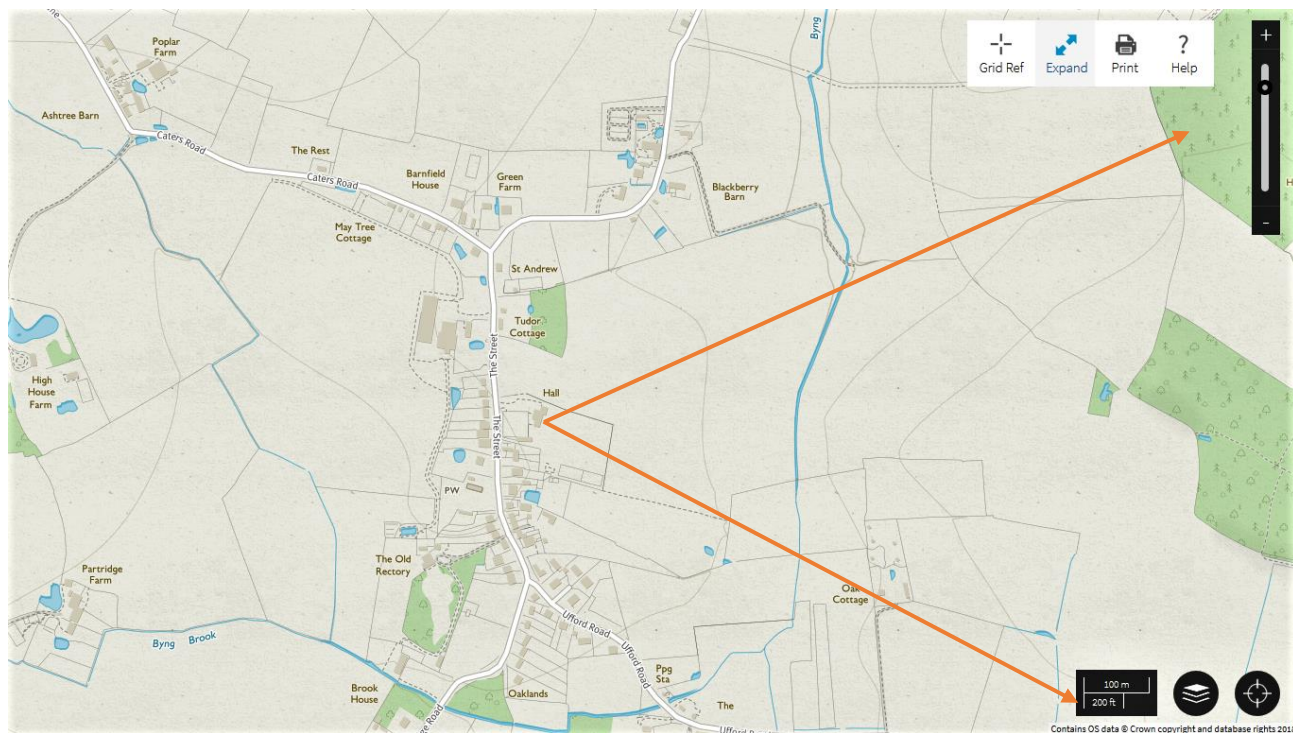 Poplar
Farm
Byng
Grid Ref
Expand
Print
?
Help
+
Ashtree Barn
Caters Road
The Rest
Caters Road
Barnfield
House
Green
Farm
Blackberry
Barn
H
-
May Tree
Cottage
St Andrew
Tudor
Cottage
The Street
High
House
Farm
Hall
The Street
PW
The Old
Rectory
Partridge
Farm
Oak
Cottage
Byng Brook
Ufford Road
Ufford Road
Ppg
Sta
Brook
House
Oaklands
The
100 m
200 ft
Contains OS data © Crown copyright and database rights 2018